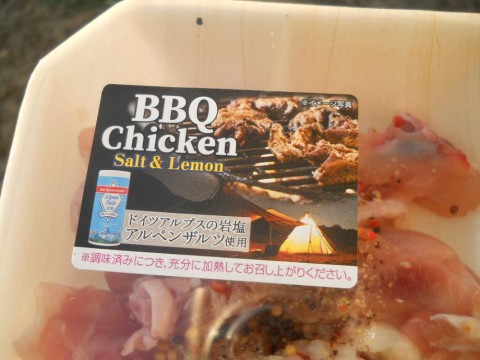 BBQ
Chicken
Salt & Lemon
※イメージ写真
ドイツアルプスの岩塩
アルペンザルツ使用
※調味済みにつき、充分に加熱してお召し上がりください。